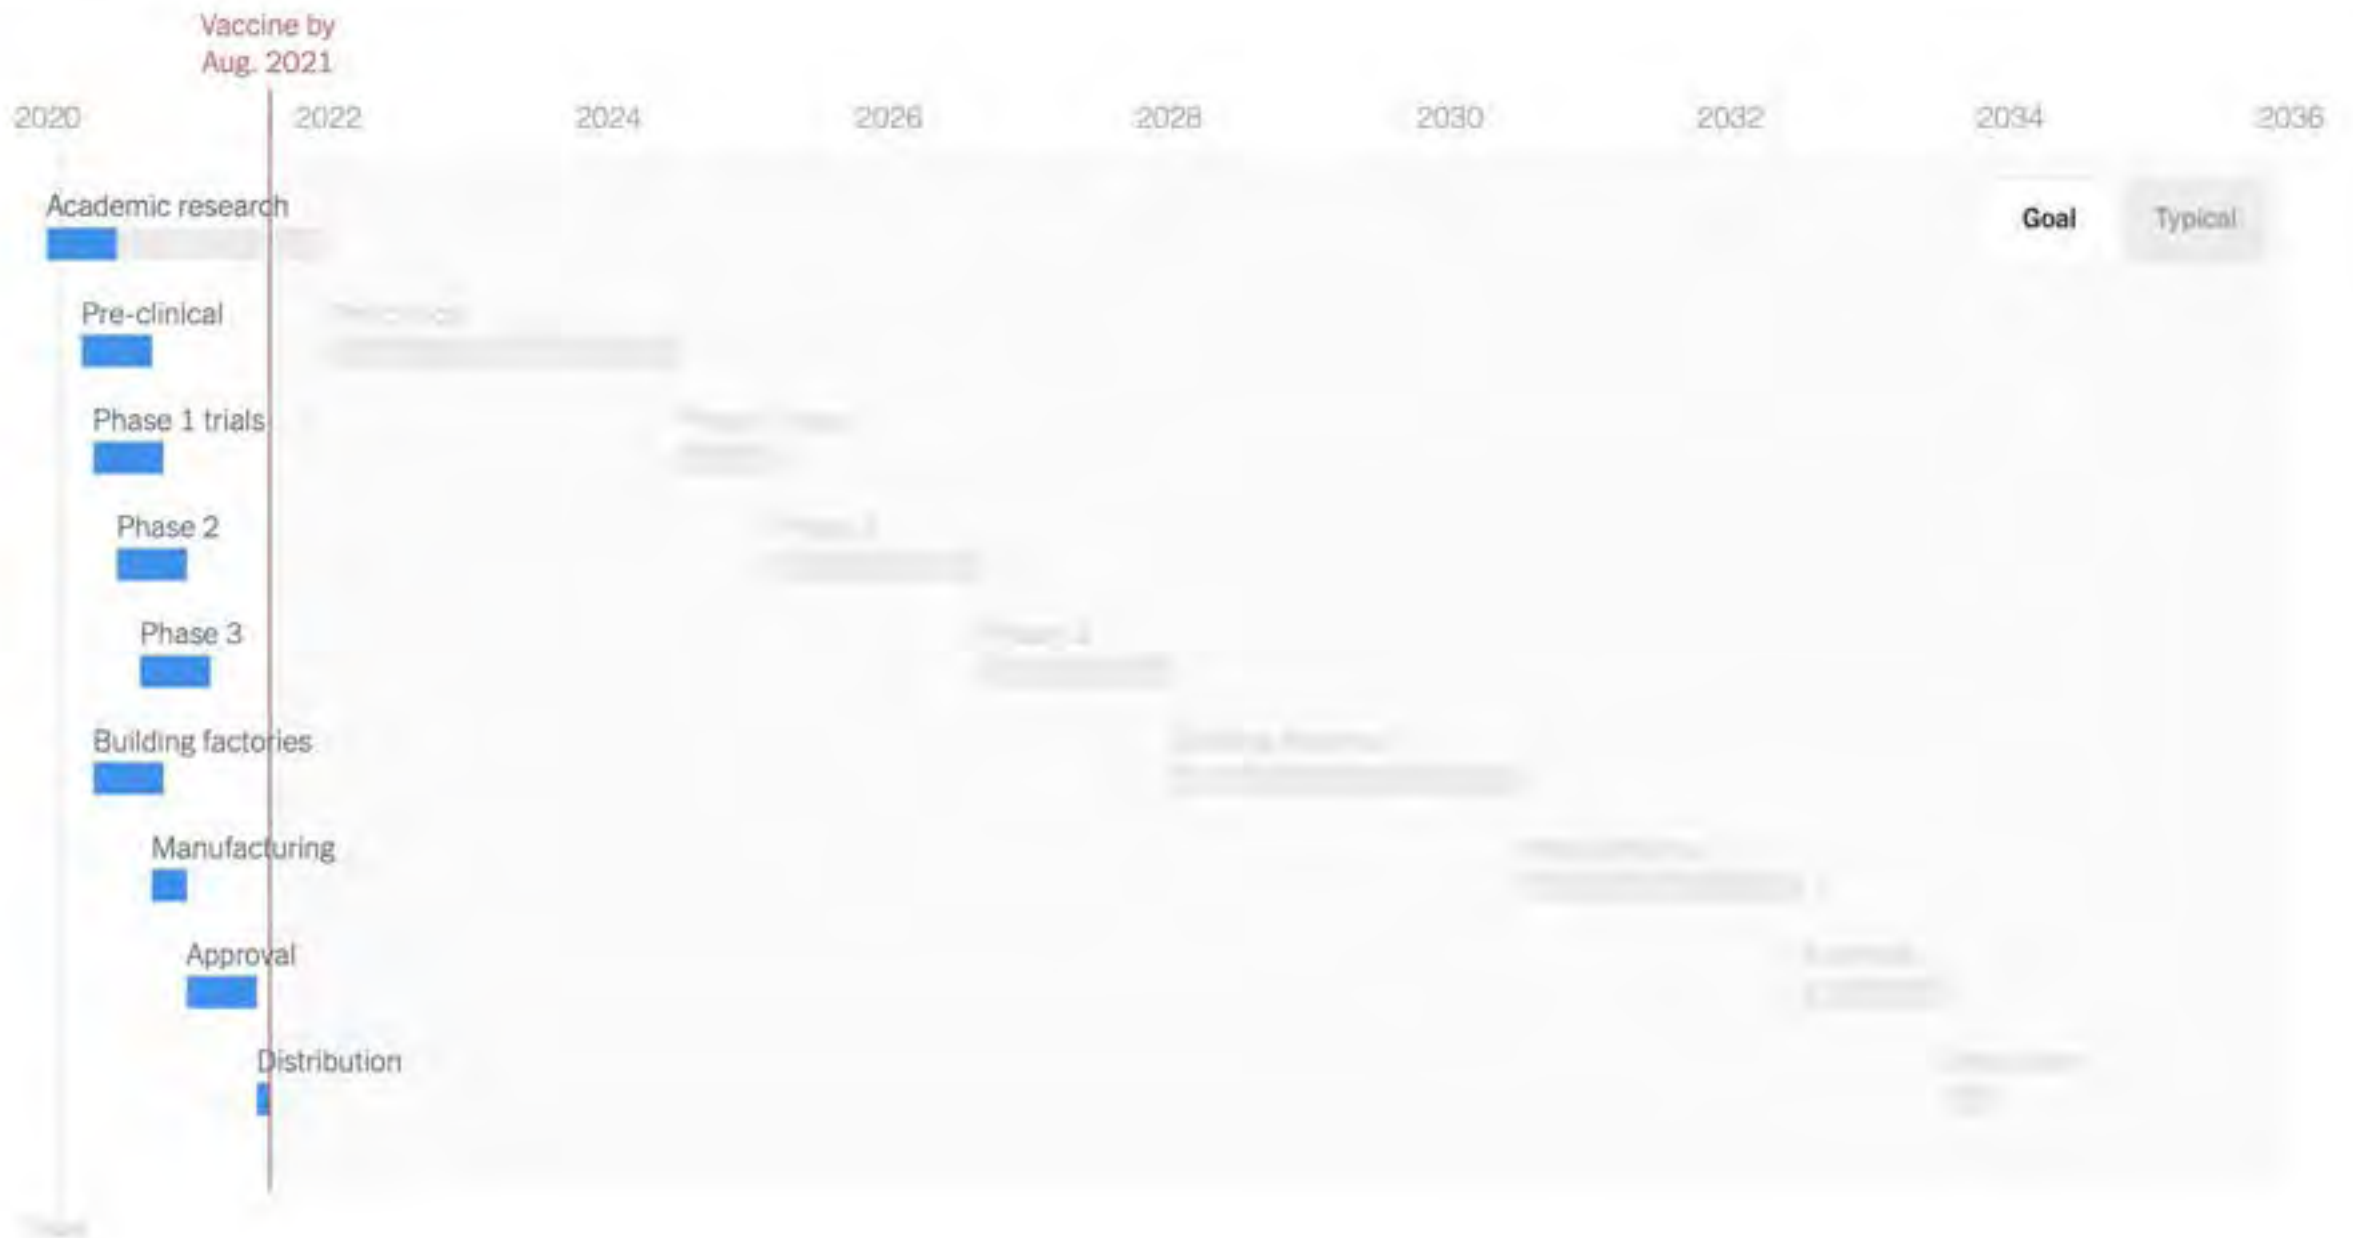 Vaccine by
Aug. 2021
2020 2022 2024 2026 2028 2030 2032 2034 2036
Academic research
Goal Typical
Pre-clinical
Phase 1 trials
Phase 2
Phase 3
Building factories
Manufacturing
Approval
Distribution